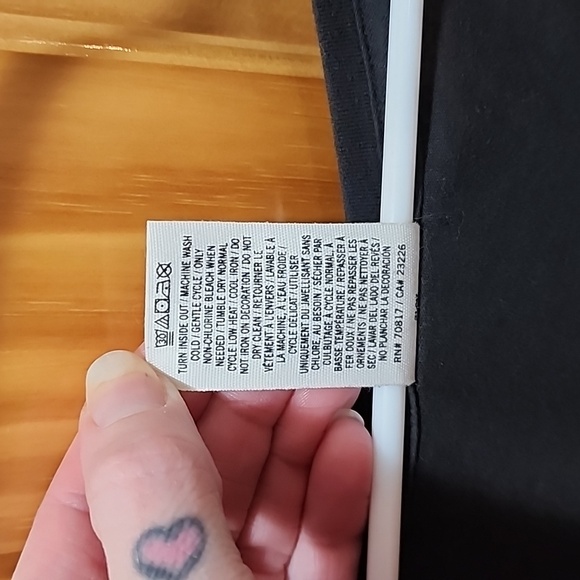 TURN INSIDE OUT / MACHINE WASH
COLD / GENTLE CYCLE / ONLY
NON-CHLORINE BLEACH WHEN
NEEDED / TUMBLE DRY NORMAL
CYCLE LOW HEAT / COOL IRON / DO
NOT IRON ON DECORATION / DO NOT
DRY CLEAN / RETOURNER LE
VÊTEMENT À L'ENVERS / LAVABLE À
LA MACHINE, À L'EAU FROIDE /
CYCLE DELICAT / UTILISER
UNIQUEMENT DU JAVELLISANT SANS
CHLORE, AU BESOIN / SÉCHER PAR
CULBUTAGE À CYCLE NORMAL, À
BASSE TEMPÉRATURE / REPASSER À
FER DOUX / NE PAS REPASSER LES
ORNEMENTS / NE PAS NETTOYER À
SEC / LAVAR DEL LADO DEL REVÉS /
NO PLANCHAR LA DECORACION
RN# 70817 / CA# 23226